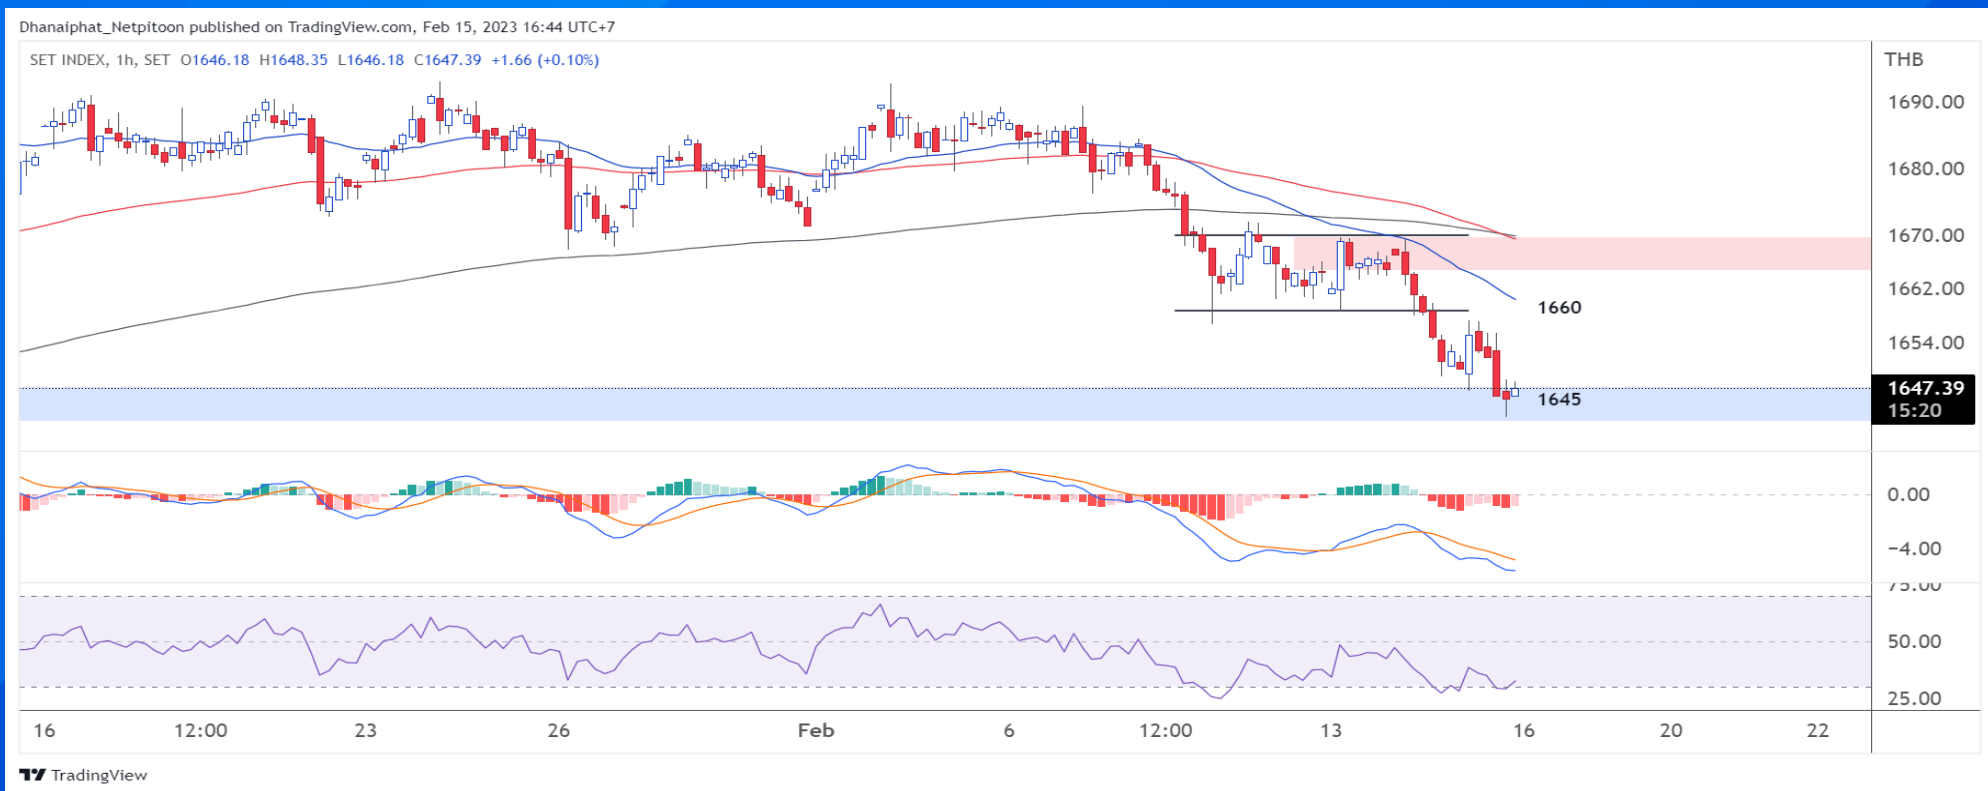 Dhanaiphat_Netpitoon published on TradingView.com, Feb 15, 2023 16:44 UTC+7
SET INDEX, 1h, SET O1646.18 H1648.35 L1646.18 C1647.39 +1.66 (+0.10%)
THB
1690.00
1680.00
1670.00
1662.00
1660
1654.00
1647.39
15:20
1645
0.00
−4.00
75.00
50.00
25.00
16 12:00 23 26 Feb 6 12:00 13 16 20 22
TradingView